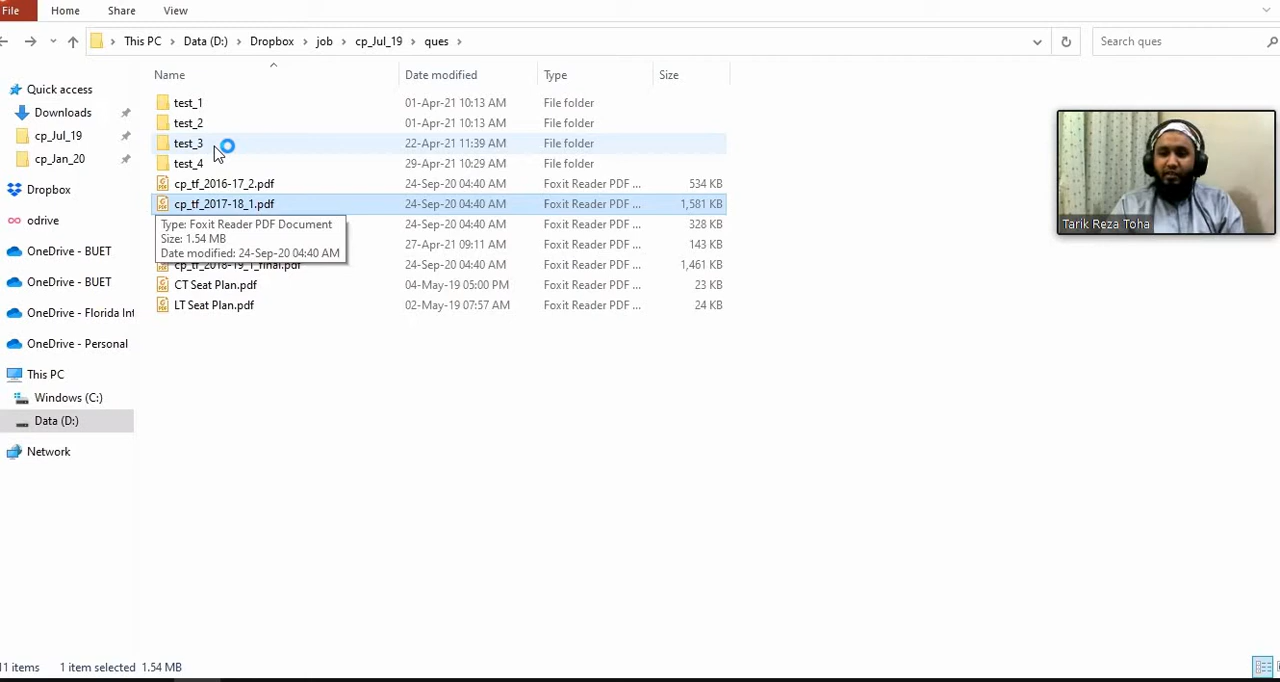 File Home Share View
This PC Data (D:) Dropbox job cp_Jul_19 ques Search ques
Name Date modified Type Size
Quick access
Downloads
cp_Jul_19
cp_Jan_20
Dropbox
odrive
OneDrive - BUET
OneDrive - BUET
OneDrive - Florida Int
OneDrive - Personal
This PC
Windows (C:)
Data (D:)
Network
test_1 01-Apr-21 10:13 AM File folder
test_2 01-Apr-21 10:13 AM File folder
test_3 22-Apr-21 11:39 AM File folder
test_4 29-Apr-21 10:29 AM File folder
cp_tf_2016-17_2.pdf 24-Sep-20 04:40 AM Foxit Reader PDF ... 534 KB
cp_tf_2017-18_1.pdf 24-Sep-20 04:40 AM Foxit Reader PDF ... 1,581 KB
24-Sep-20 04:40 AM Foxit Reader PDF ... 328 KB
27-Apr-21 09:11 AM Foxit Reader PDF ... 143 KB
cp_tf_2018-19_1_final.pdf 24-Sep-20 04:40 AM Foxit Reader PDF ... 1,461 KB
CT Seat Plan.pdf 04-May-19 05:00 PM Foxit Reader PDF ... 23 KB
LT Seat Plan.pdf 02-May-19 07:57 AM Foxit Reader PDF ... 24 KB
Type: Foxit Reader PDF Document
Size: 1.54 MB
Date modified: 24-Sep-20 04:40 AM
Tarik Reza Toha
11 items 1 item selected 1.54 MB